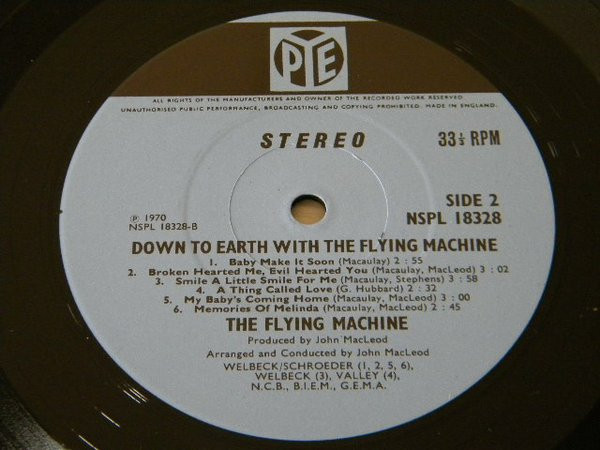 PYE
ALL RIGHTS OF THE MANUFACTURERS AND OWNER OF THE RECORDED WORK RESERVED.
UNAUTHORISED PUBLIC PERFORMANCE, BROADCASTING AND COPYING PROHIBITED. MADE IN ENGLAND.
STEREO 33⅓ RPM
SIDE 2
℗ 1970 NSPL 18328
NSPL 18328-B
DOWN TO EARTH WITH THE FLYING MACHINE
1. Baby Make It Soon (Macaulay) 2 : 55
2. Broken Hearted Me, Evil Hearted You (Macaulay, MacLeod) 3 : 02
3. Smile A Little Smile For Me (Macaulay, Stephens) 3 : 58
4. A Thing Called Love (G. Hubbard) 2 : 32
5. My Baby's Coming Home (Macaulay, MacLeod) 3 : 00
6. Memories Of Melinda (Macaulay, MacLeod) 2 : 45
THE FLYING MACHINE
Produced by John MacLeod
Arranged and Conducted by John MacLeod
WELBECK/SCHROEDER (1, 2, 5, 6),
WELBECK (3), VALLEY (4),
N.C.B., B.I.E.M., G.E.M.A.